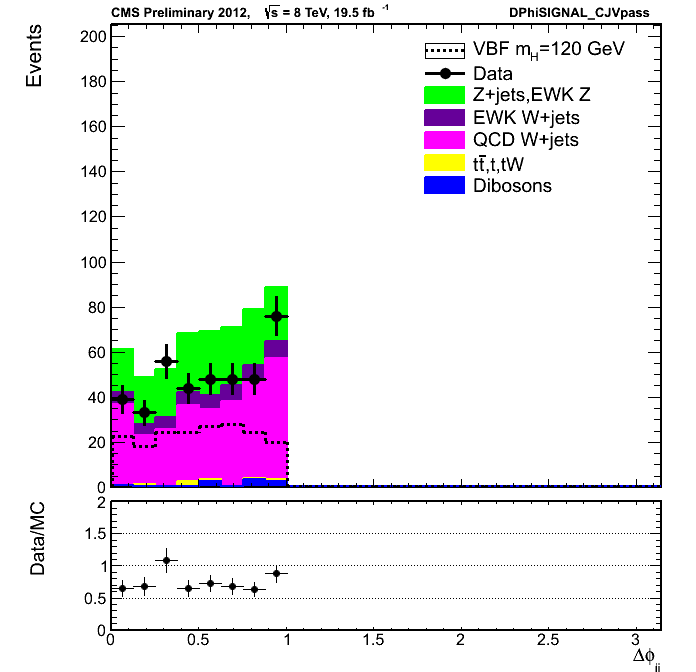 CMS Preliminary 2012, √s = 8 TeV, 19.5 fb⁻¹ DPhiSIGNAL_CJVpass
Events
200
180
160
140
120
100
80
60
40
20
0
VBF m_H=120 GeV
Data
Z+jets,EWK Z
EWK W+jets
QCD W+jets
tt̄,t,tW
Dibosons
Data/MC
2
1.5
1
0.5
0
0 0.5 1 1.5 2 2.5 3
Δϕ_jj